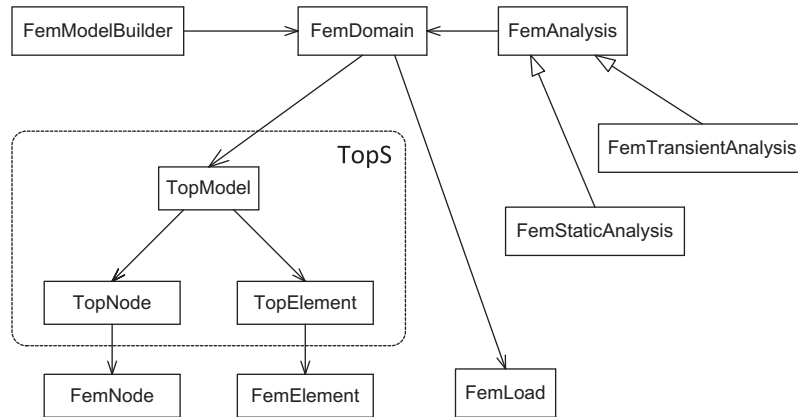 FemModelBuilder
FemDomain
FemAnalysis
TopS
FemTransientAnalysis
TopModel
FemStaticAnalysis
TopNode
TopElement
FemNode
FemElement
FemLoad